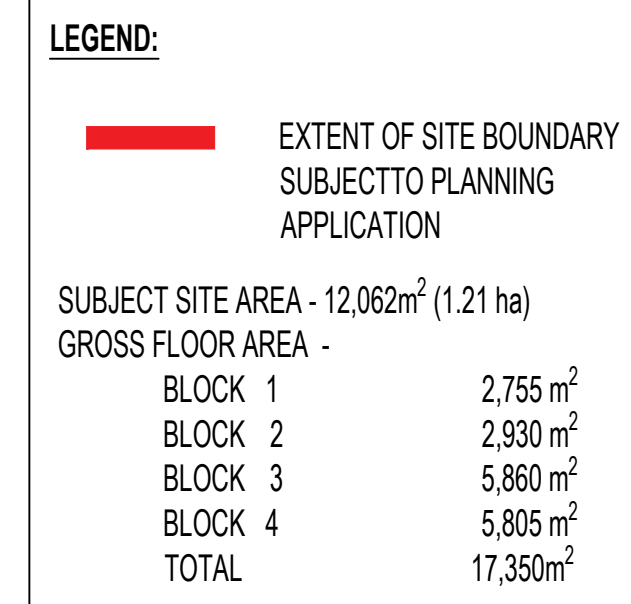 LEGEND:
EXTENT OF SITE BOUNDARY
SUBJECTTO PLANNING
APPLICATION
SUBJECT SITE AREA - 12,062m² (1.21 ha)
GROSS FLOOR AREA -
BLOCK 1 2,755 m²
BLOCK 2 2,930 m²
BLOCK 3 5,860 m²
BLOCK 4 5,805 m²
TOTAL 17,350m²